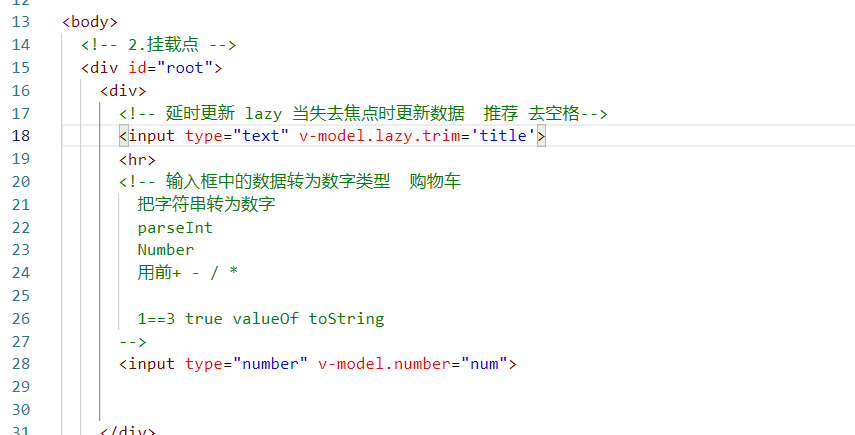 12
13 <body>
14 <!-- 2.挂载点 -->
15 <div id="root">
16 <div>
17 <!-- 延时更新 lazy 当失去焦点时更新数据  推荐 去空格-->
18 <input type="text" v-model.lazy.trim='title'>
19 <hr>
20 <!-- 输入框中的数据转为数字类型  购物车
21 把字符串转为数字
22 parseInt
23 Number
24 用前+ - / *
25
26 1==3 true valueOf toString
27 -->
28 <input type="number" v-model.number="num">
29
30
31 </div>